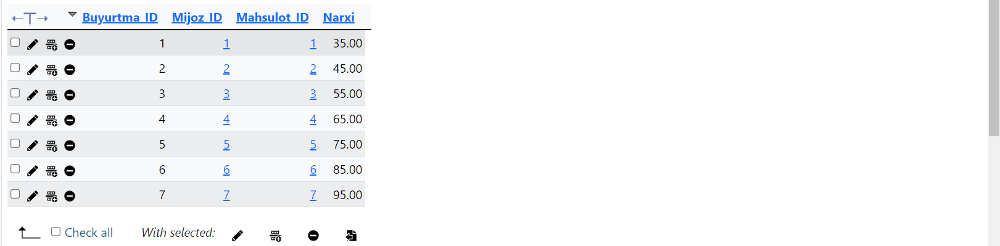 ←T→ Buyurtma_ID Mijoz_ID Mahsulot_ID Narxi
1 1 1 35.00
2 2 2 45.00
3 3 3 55.00
4 4 4 65.00
5 5 5 75.00
6 6 6 85.00
7 7 7 95.00
Check all With selected: